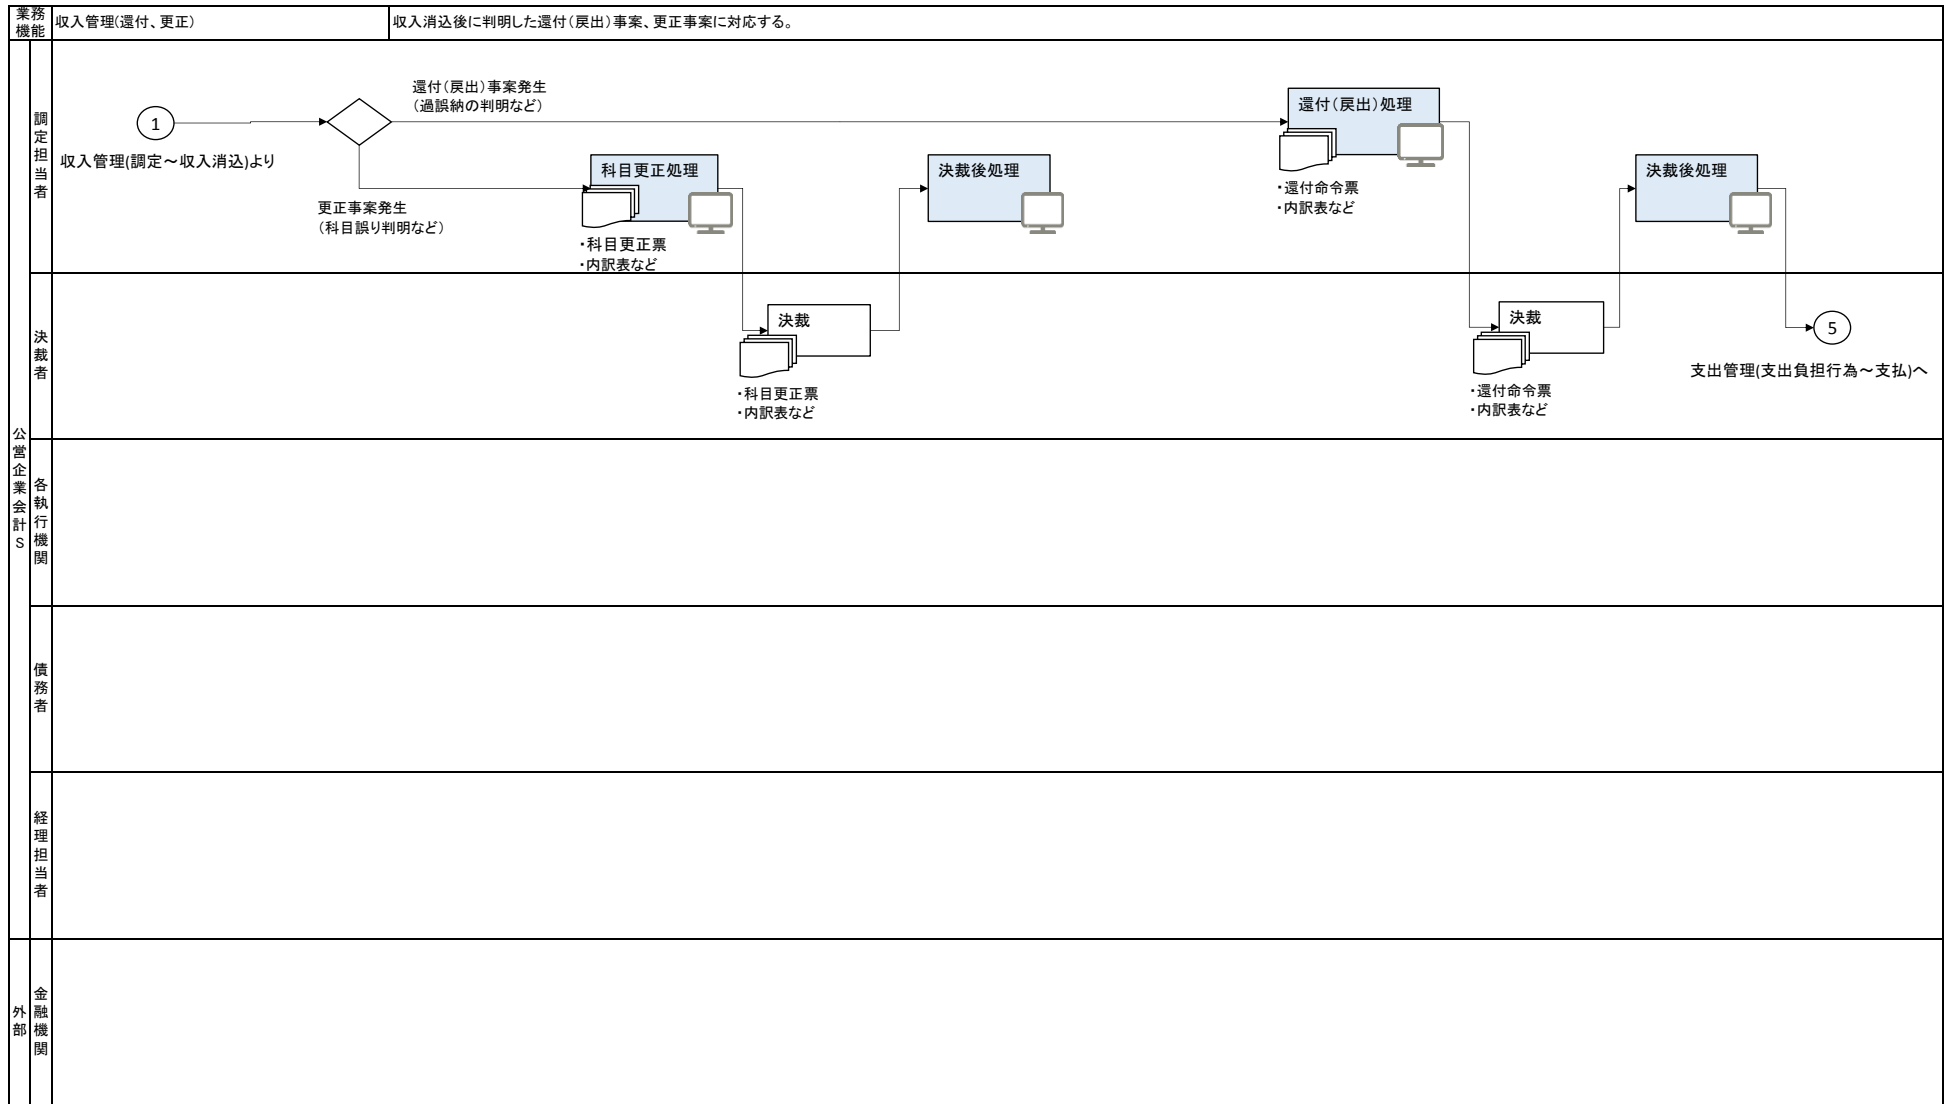 業務
機能
収入管理(還付、更正)
収入消込後に判明した還付(戻出)事案、更正事案に対応する。
公営企業会計S
調定担当者
1
収入管理(調定～収入消込)より
還付(戻出)事案発生
(過誤納の判明など)
更正事案発生
(科目誤り判明など)
科目更正処理
・科目更正票
・内訳表など
決裁後処理
還付(戻出)処理
・還付命令票
・内訳表など
決裁後処理
決裁者
決裁
・科目更正票
・内訳表など
決裁
・還付命令票
・内訳表など
5
支出管理(支出負担行為～支払)へ
各執行機関
債務者
経理担当者
外部
金融機関